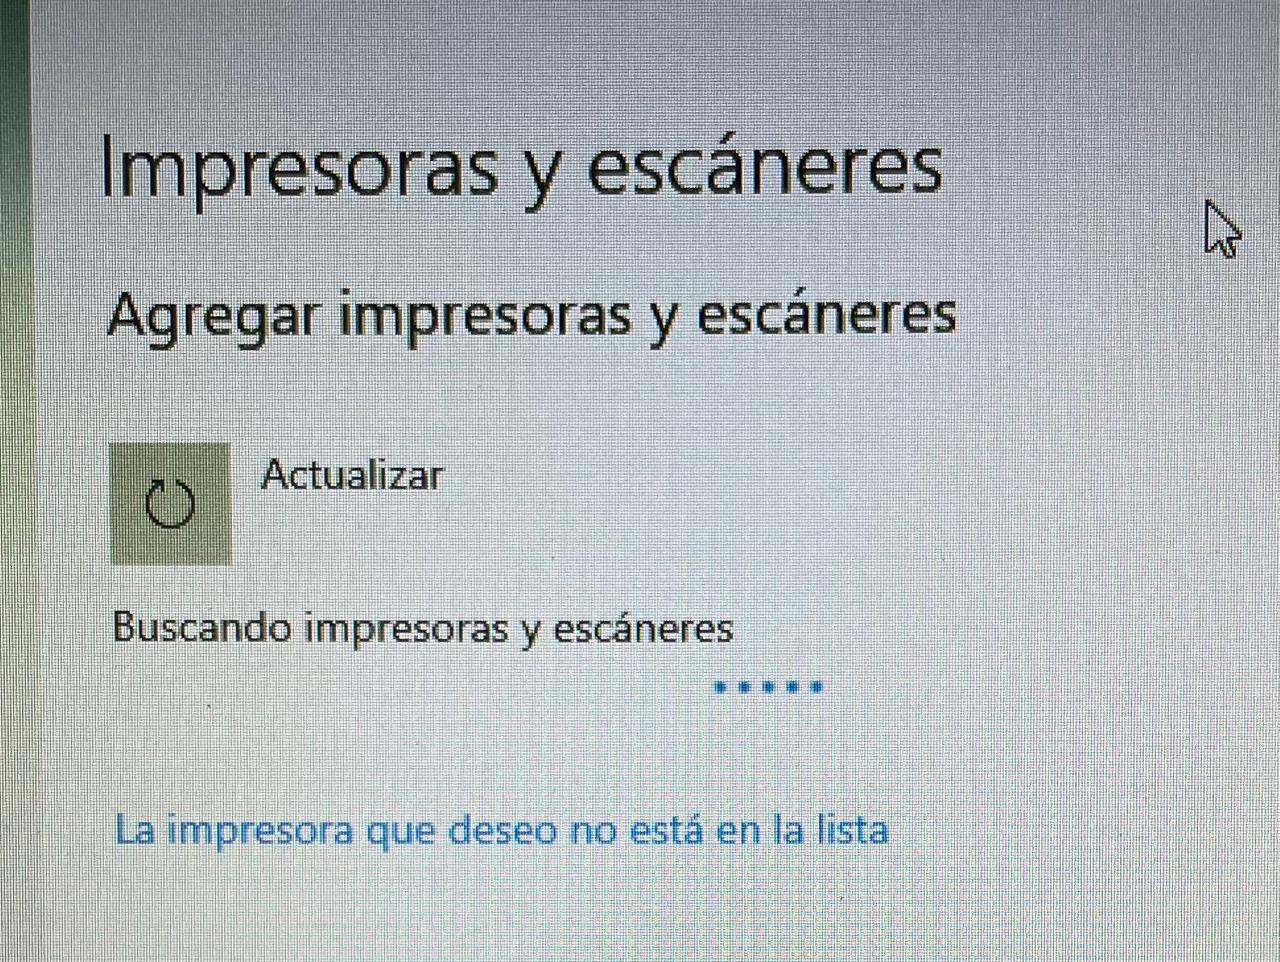 Impresoras y escáneres
Agregar impresoras y escáneres
Actualizar
Buscando impresoras y escáneres
La impresora que deseo no está en la lista